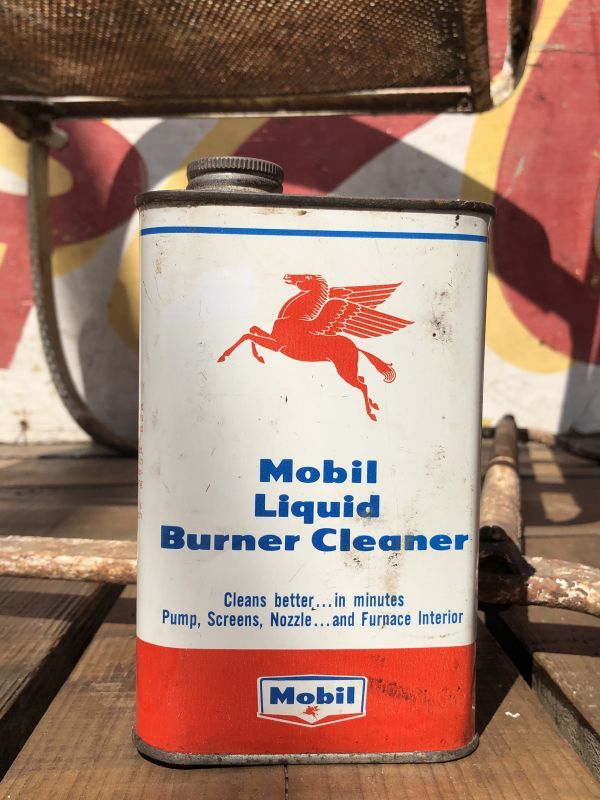 Mobil
Liquid
Burner Cleaner
Cleans better...in minutes
Pump, Screens, Nozzle...and Furnace Interior
Mobil